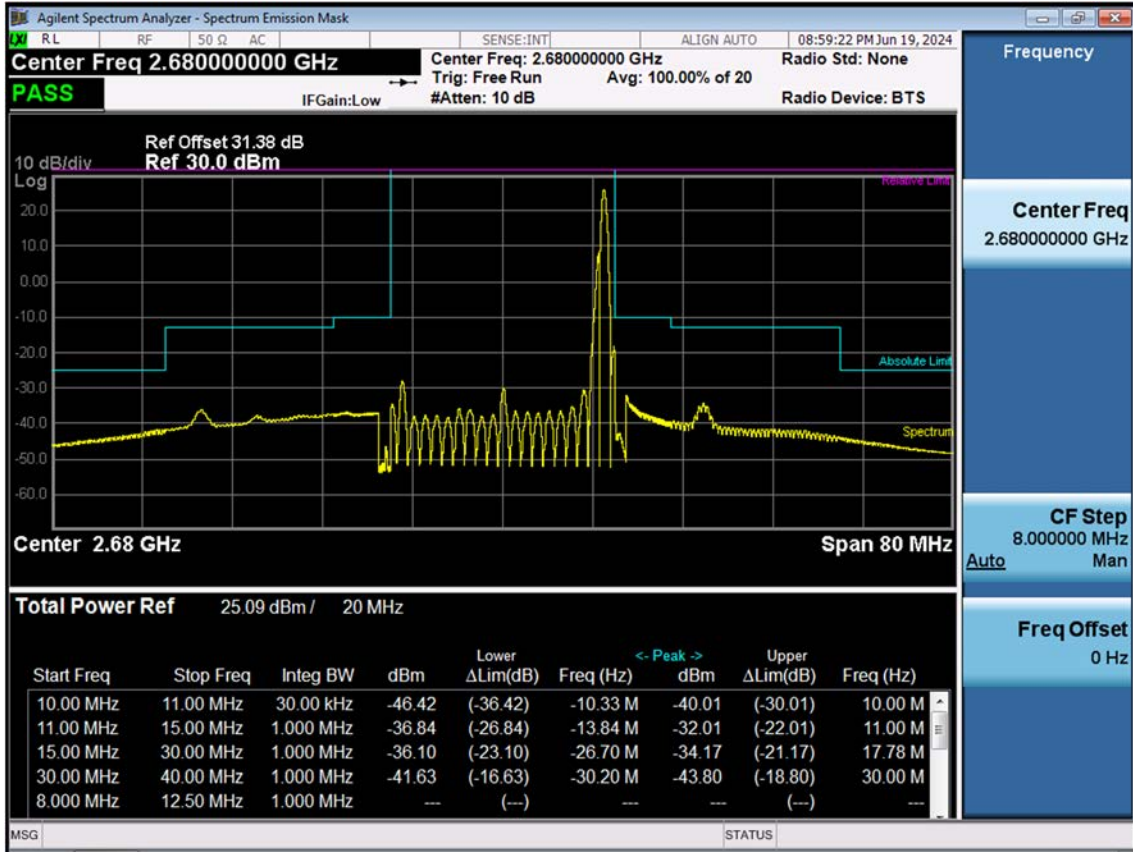 Agilent Spectrum Analyzer - Spectrum Emission Mask
LXI RL RF 50 Ω AC SENSE:INT ALIGN AUTO 08:59:22 PM Jun 19, 2024
Center Freq 2.680000000 GHz
Center Freq: 2.680000000 GHz Radio Std: None
Trig: Free Run Avg: 100.00% of 20
PASS IFGain:Low #Atten: 10 dB Radio Device: BTS
Ref Offset 31.38 dB
10 dB/div Ref 30.0 dBm
Log
Relative Limit
20.0
10.0
0.00
-10.0
-20.0
Absolute Limit
-30.0
-40.0
Spectrum
-50.0
-60.0
Center 2.68 GHz Span 80 MHz
Total Power Ref 25.09 dBm / 20 MHz
Lower <- Peak -> Upper
Start Freq Stop Freq Integ BW dBm ΔLim(dB) Freq (Hz) dBm ΔLim(dB) Freq (Hz)
10.00 MHz 11.00 MHz 30.00 kHz -46.42 (-36.42) -10.33 M -40.01 (-30.01) 10.00 M
11.00 MHz 15.00 MHz 1.000 MHz -36.84 (-26.84) -13.84 M -32.01 (-22.01) 11.00 M
15.00 MHz 30.00 MHz 1.000 MHz -36.10 (-23.10) -26.70 M -34.17 (-21.17) 17.78 M
30.00 MHz 40.00 MHz 1.000 MHz -41.63 (-16.63) -30.20 M -43.80 (-18.80) 30.00 M
8.000 MHz 12.50 MHz 1.000 MHz --- (---) --- --- (---) ---
MSG STATUS
Frequency
Center Freq
2.680000000 GHz
CF Step
8.000000 MHz
Auto Man
Freq Offset
0 Hz